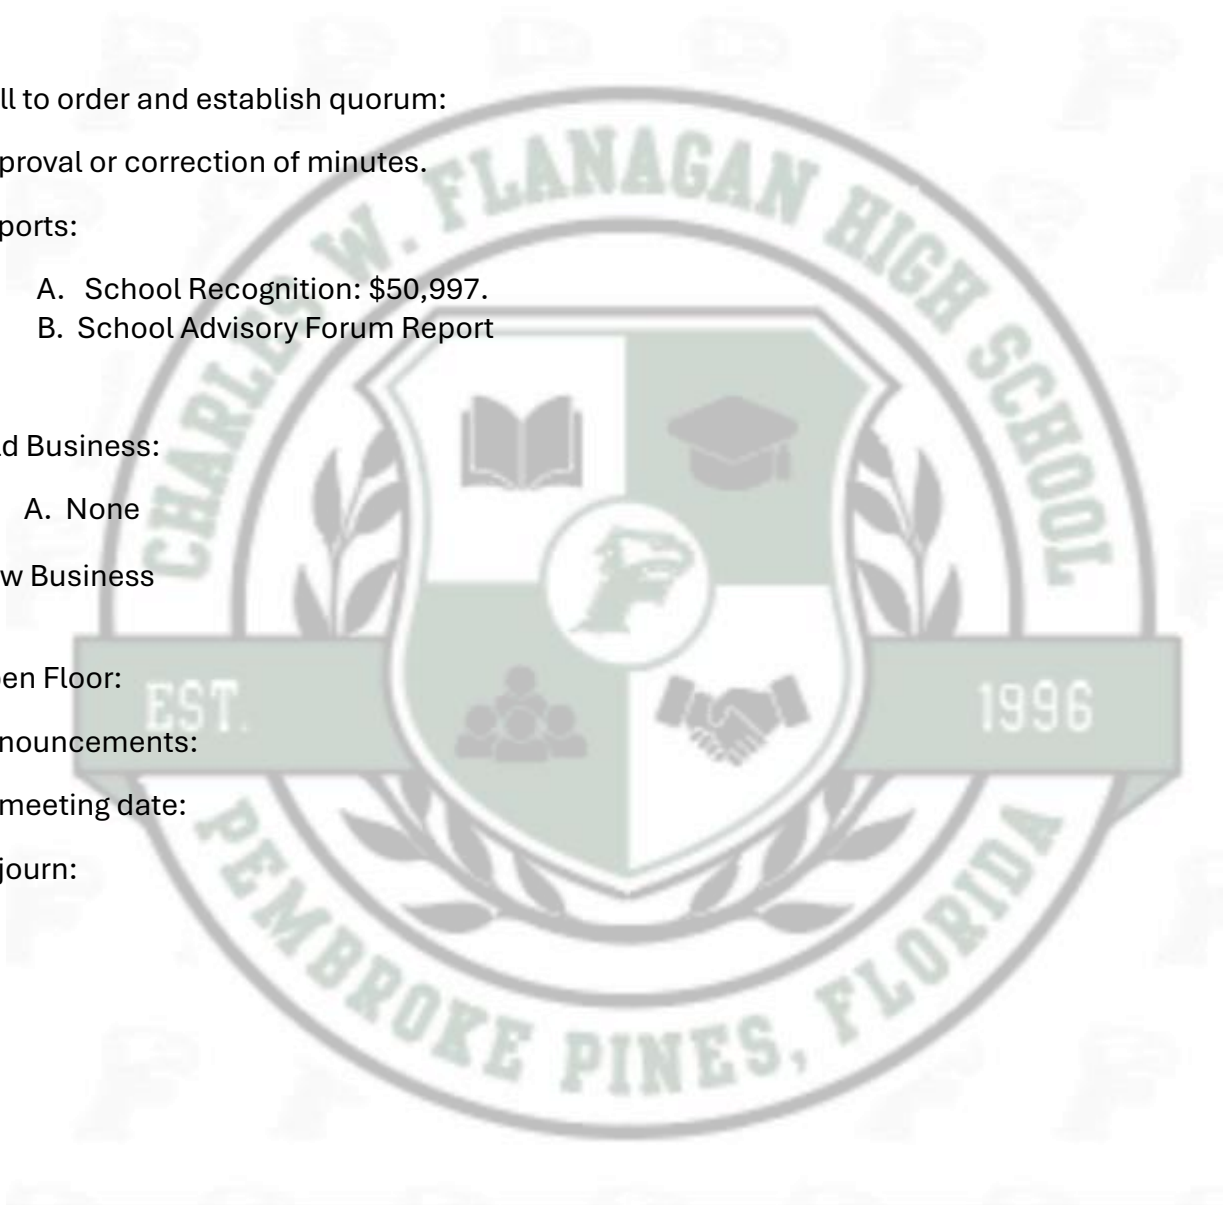 ll to order and establish quorum:
proval or correction of minutes.
ports:
A. School Recognition: $50,997.
B. School Advisory Forum Report
d Business:
A. None
w Business
en Floor:
nouncements:
meeting date:
journ:
CHARLES W. FLANAGAN HIGH SCHOOL
EST. 1996
PEMBROKE PINES, FLORIDA